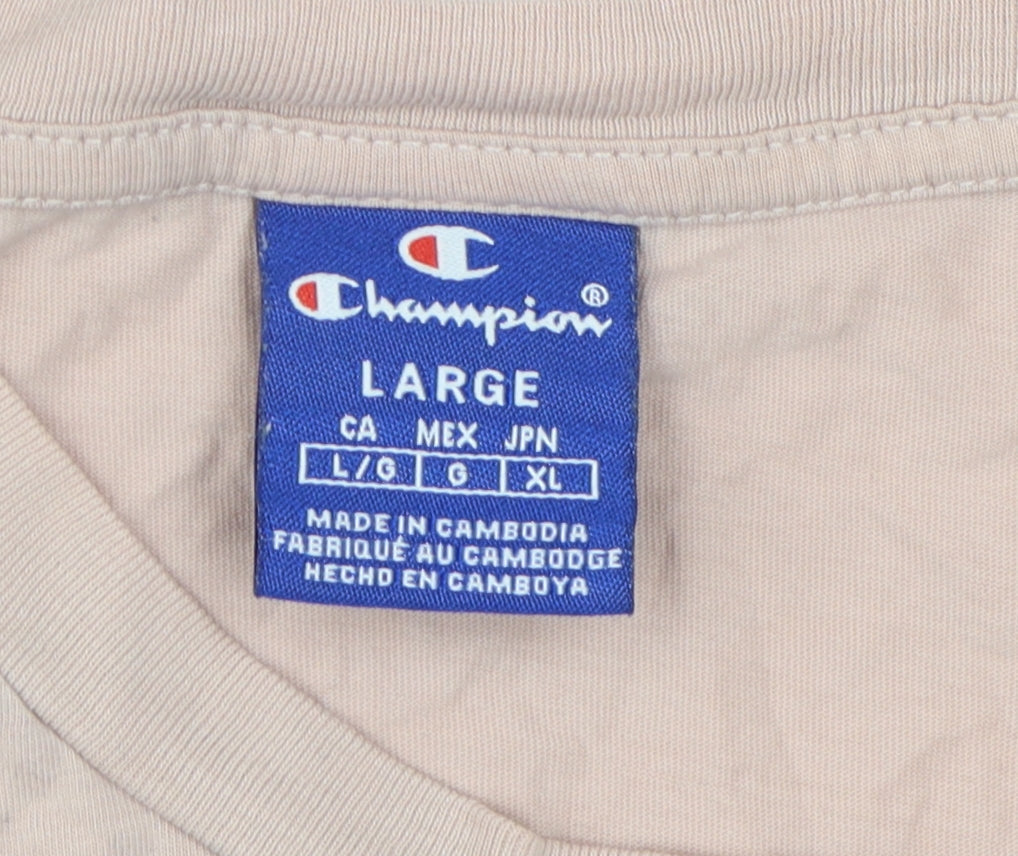 Champion®
LARGE
CA MEX JPN
L/G G XL
MADE IN CAMBODIA
FABRIQUÉ AU CAMBODGE
HECHO EN CAMBOYA